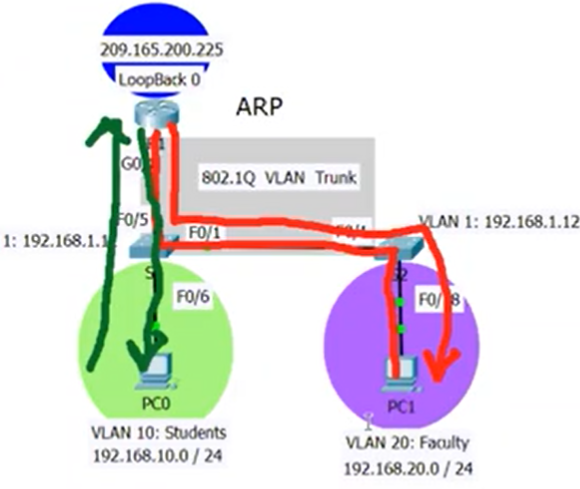 209.165.200.225
LoopBack 0
ARP
802.1Q VLAN Trunk
F0/5
VLAN 1: 192.168.1.12
1: 192.168.1.1
F0/1
F0/6
PC0
PC1
VLAN 10: Students
192.168.10.0 / 24
VLAN 20: Faculty
192.168.20.0 / 24